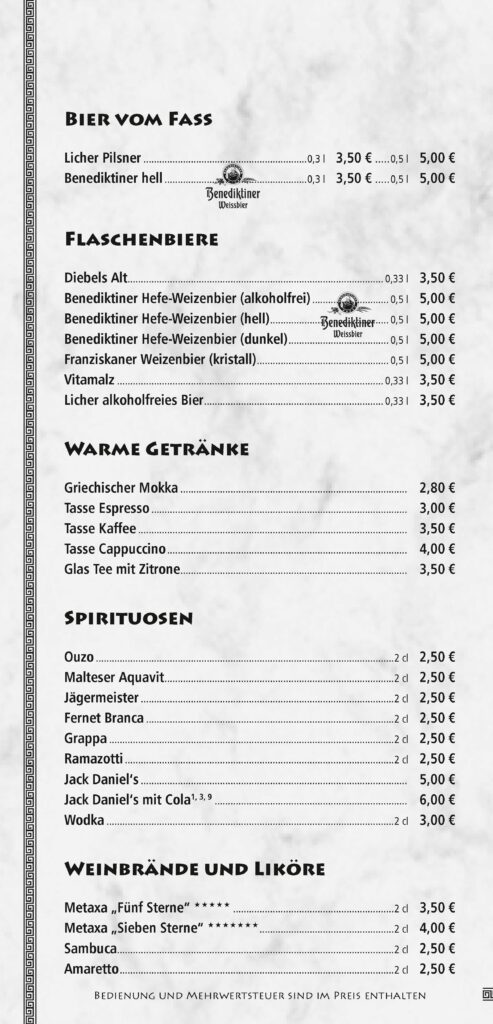 Bier vom Fass
Licher Pilsner 0,3 l 3,50 € 0,5 l 5,00 €
Benediktiner hell 0,3 l 3,50 € 0,5 l 5,00 €
Benediktiner
Weissbier
Flaschenbiere
Diebels Alt 0,33 l 3,50 €
Benediktiner Hefe-Weizenbier (alkoholfrei) 0,5 l 5,00 €
Benediktiner Hefe-Weizenbier (hell) 0,5 l 5,00 €
Benediktiner
Weissbier
Benediktiner Hefe-Weizenbier (dunkel) 0,5 l 5,00 €
Franziskaner Weizenbier (kristall) 0,5 l 5,00 €
Vitamalz 0,33 l 3,50 €
Licher alkoholfreies Bier 0,33 l 3,50 €
Warme Getränke
Griechischer Mokka 2,80 €
Tasse Espresso 3,00 €
Tasse Kaffee 3,50 €
Tasse Cappuccino 4,00 €
Glas Tee mit Zitrone 3,50 €
Spirituosen
Ouzo 2 cl 2,50 €
Malteser Aquavit 2 cl 2,50 €
Jägermeister 2 cl 2,50 €
Fernet Branca 2 cl 2,50 €
Grappa 2 cl 2,50 €
Ramazotti 2 cl 2,50 €
Jack Daniel's 5,00 €
Jack Daniel's mit Cola1, 3, 9 6,00 €
Wodka 2 cl 3,00 €
Weinbrände und Liköre
Metaxa „Fünf Sterne“ ***** 2 cl 3,50 €
Metaxa „Sieben Sterne“ ******* 2 cl 4,00 €
Sambuca 2 cl 2,50 €
Amaretto 2 cl 2,50 €
Bedienung und Mehrwertsteuer sind im Preis enthalten